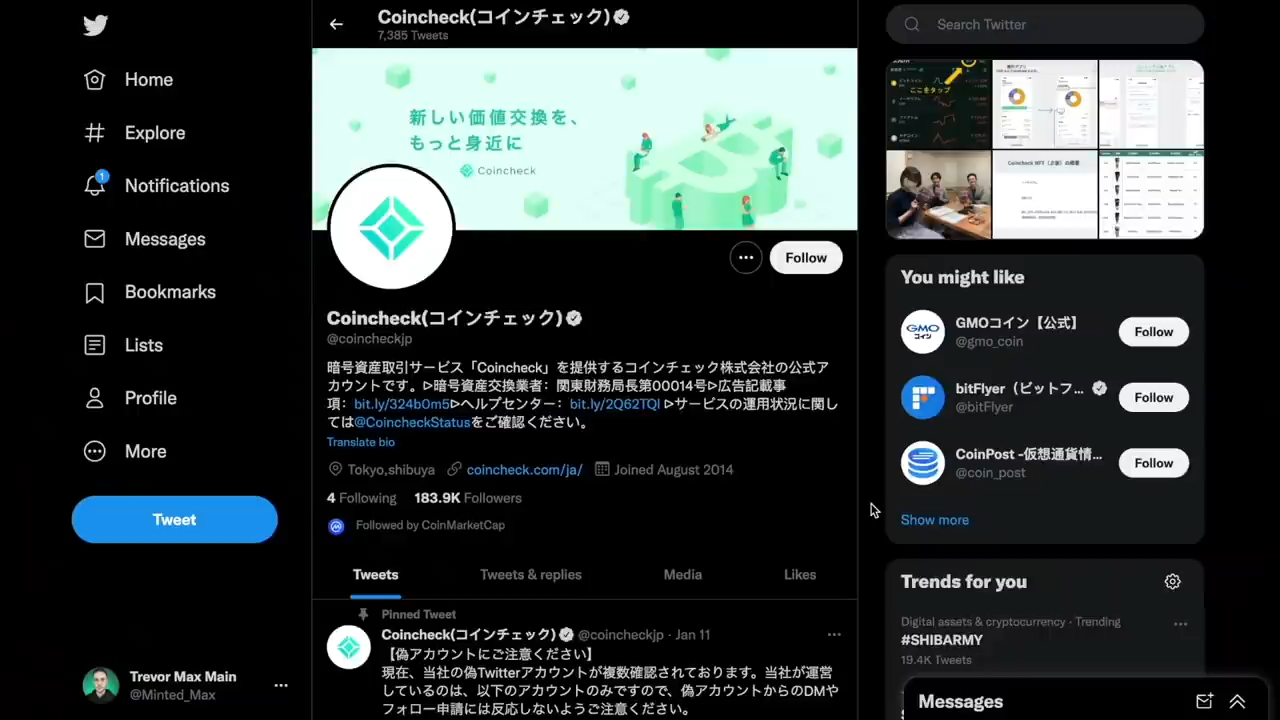 Home
Explore
1
Notifications
Messages
Bookmarks
Lists
Profile
More
Tweet
Trevor Max Main
@Minted_Max
Coincheck(コインチェック)
7,385 Tweets
新しい価値交換を、
もっと身近に
Coincheck
Follow
Coincheck(コインチェック)
@coincheckjp
暗号資産取引サービス「Coincheck」を提供するコインチェック株式会社の公式ア
カウントです。▷暗号資産交換業者：関東財務局長第00014号▷広告記載事
項：bit.ly/324b0m5▷ヘルプセンター：bit.ly/2Q62TQl ▷サービスの運用状況に関し
ては@CoincheckStatusをご確認ください。
Translate bio
Tokyo,shibuya coincheck.com/ja/ Joined August 2014
4 Following 183.9K Followers
Followed by CoinMarketCap
Tweets Tweets & replies Media Likes
Pinned Tweet
Coincheck(コインチェック) @coincheckjp · Jan 11
【偽アカウントにご注意ください】
現在、当社の偽Twitterアカウントが複数確認されております。当社が運営
しているのは、以下のアカウントのみですので、偽アカウントからのDMや
フォロー申請には反応しないようご注意ください。
Search Twitter
ここをタップ
Coincheck NFT（β版）の概要
You might like
GMO
コイン
GMOコイン【公式】
@gmo_coin
Follow
bitFlyer（ビットフ...
@bitFlyer
Follow
CoinPost -仮想通貨情...
@coin_post
Follow
Show more
Trends for you
Digital assets & cryptocurrency · Trending
#SHIBARMY
19.4K Tweets
Messages